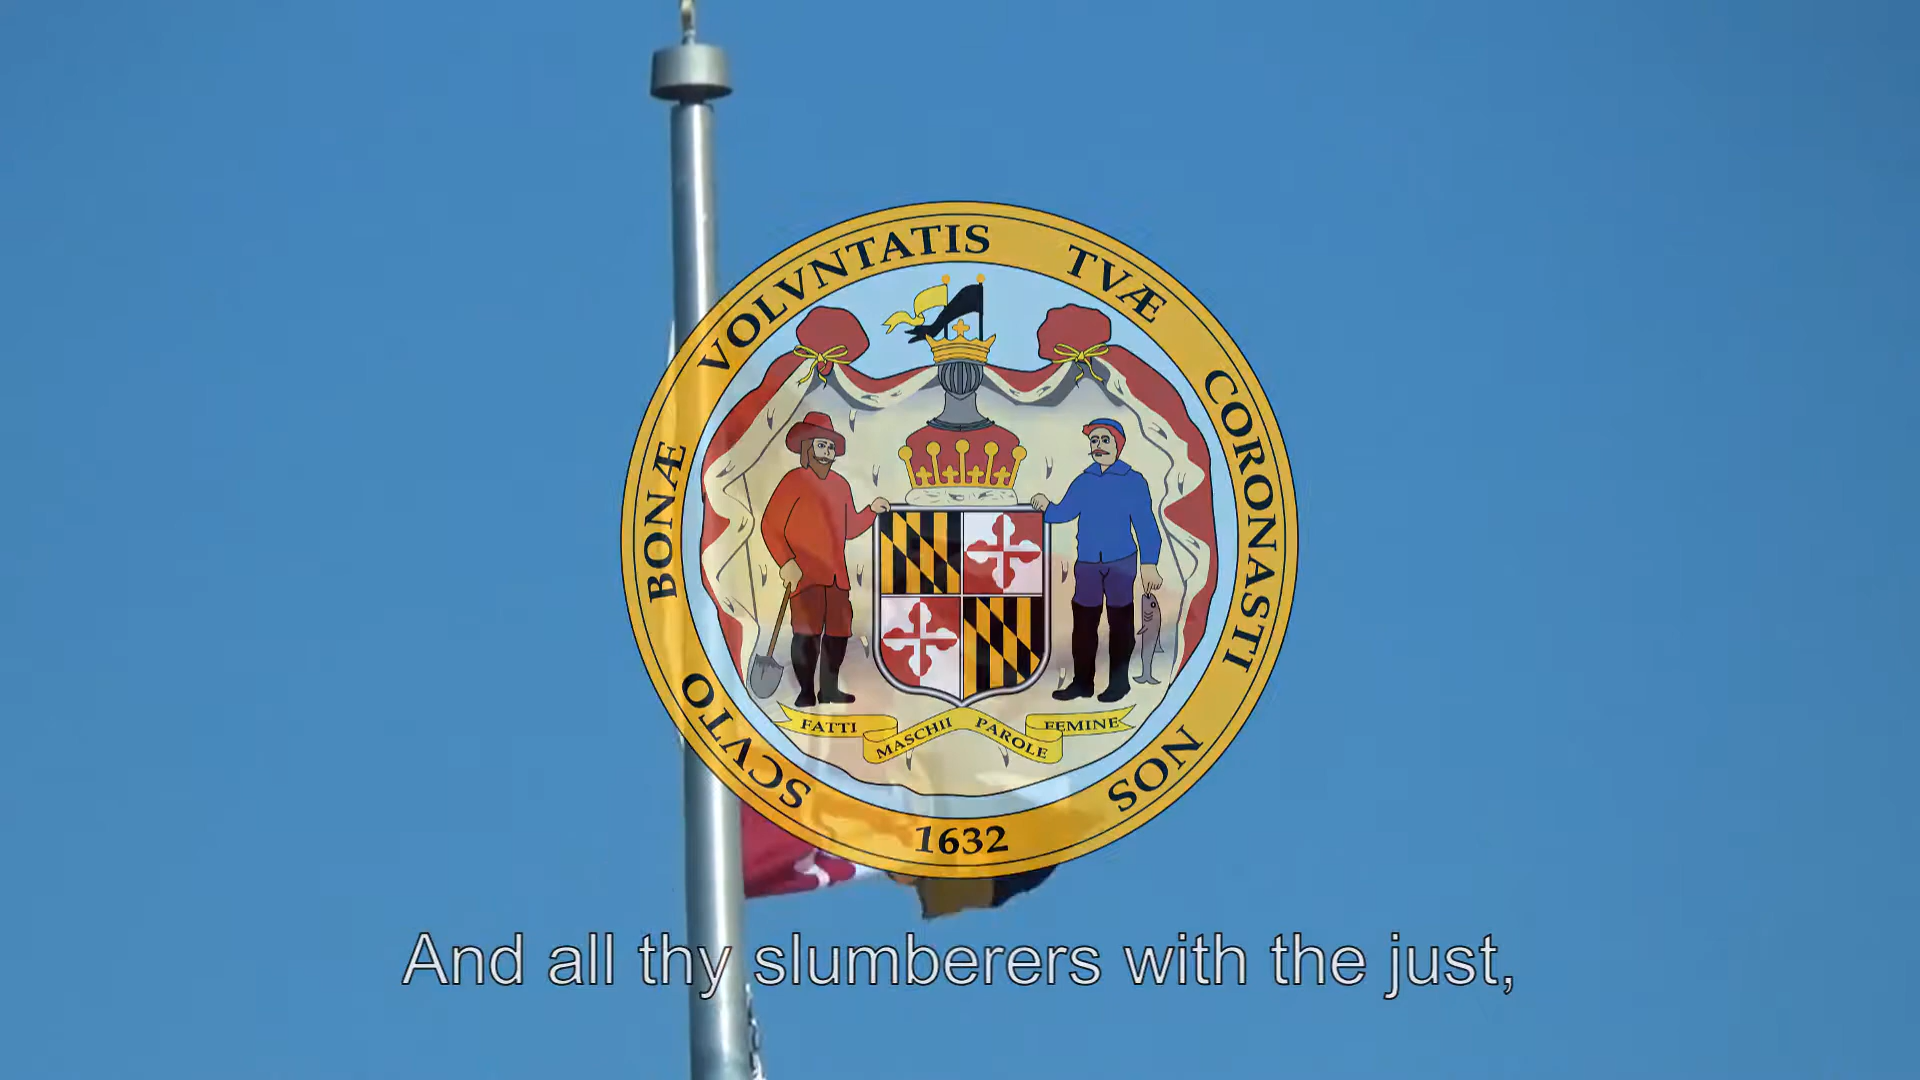 SCVTO BONÆ VOLVNTATIS TVÆ CORONASTI NOS
FATTI MASCHII PAROLE FEMINE
1632
And all thy slumberers with the just,